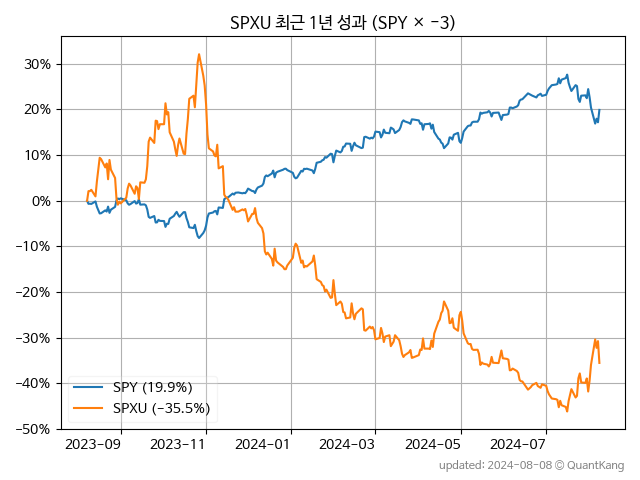 SPXU 최근 1년 성과 (SPY × −3)
30%
20%
10%
0%
−10%
−20%
−30%
−40%
−50%
SPY (19.9%)
SPXU (−35.5%)
2023-09 2023-11 2024-01 2024-03 2024-05 2024-07
updated: 2024-08-08 © QuantKang